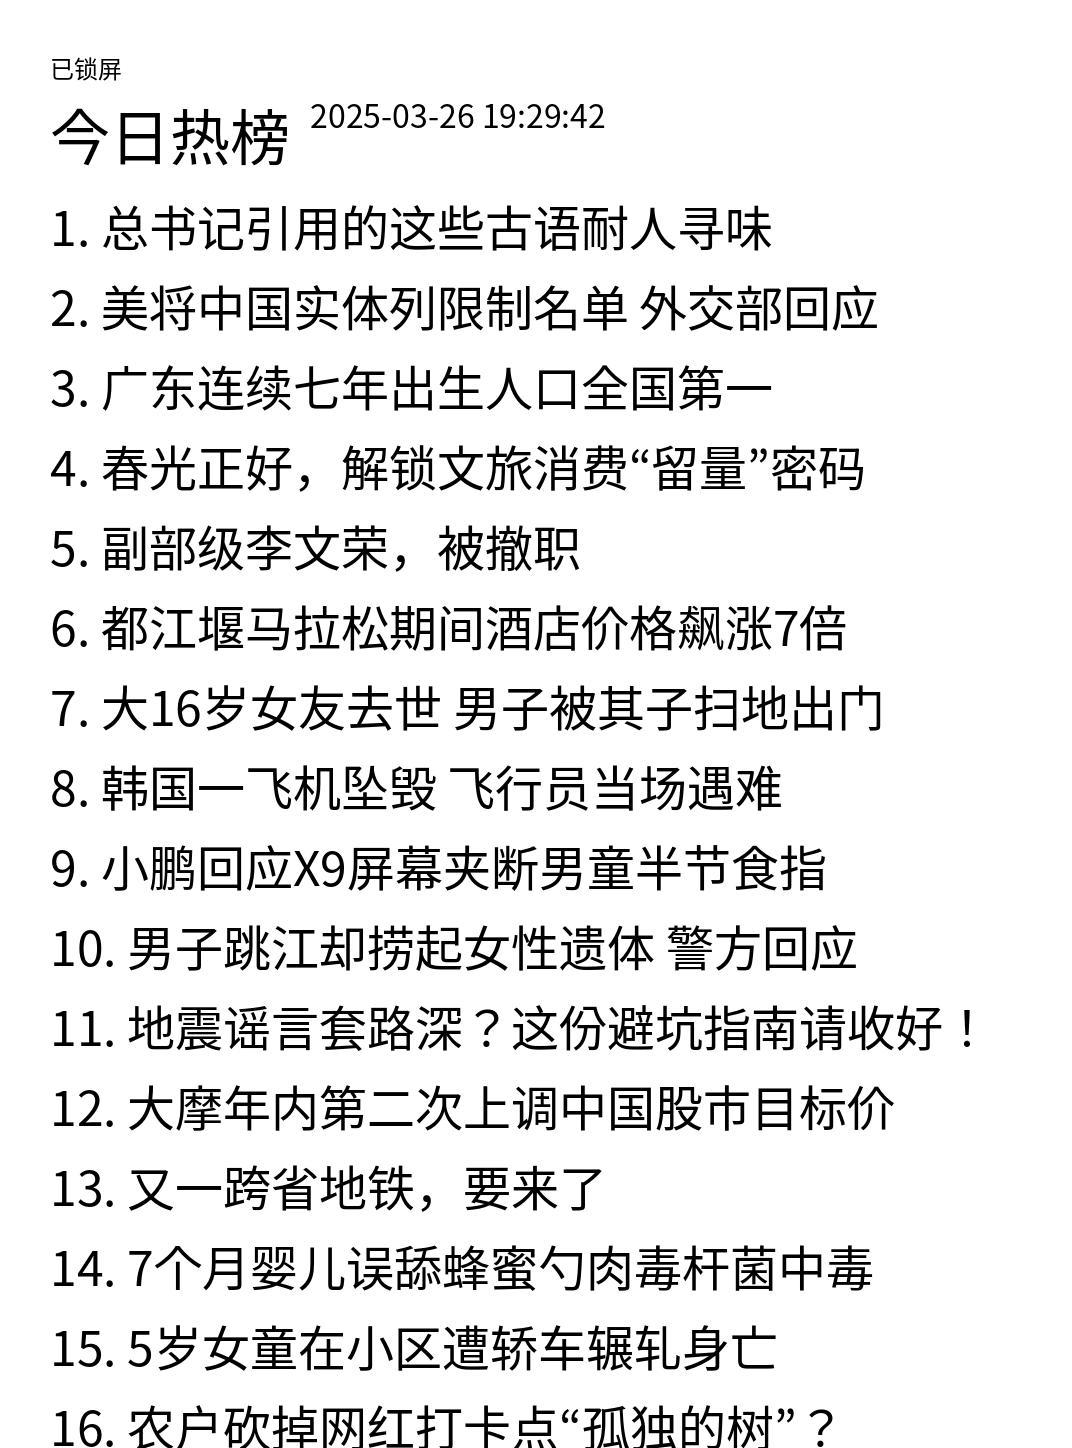 已锁屏
今日热榜 2025-03-26 19:29:42
1. 总书记引用的这些古语耐人寻味
2. 美将中国实体列限制名单 外交部回应
3. 广东连续七年出生人口全国第一
4. 春光正好，解锁文旅消费“留量”密码
5. 副部级李文荣，被撤职
6. 都江堰马拉松期间酒店价格飙涨7倍
7. 大16岁女友去世 男子被其子扫地出门
8. 韩国一飞机坠毁 飞行员当场遇难
9. 小鹏回应X9屏幕夹断男童半节食指
10. 男子跳江却捞起女性遗体 警方回应
11. 地震谣言套路深？这份避坑指南请收好！
12. 大摩年内第二次上调中国股市目标价
13. 又一跨省地铁，要来了
14. 7个月婴儿误舔蜂蜜勺肉毒杆菌中毒
15. 5岁女童在小区遭轿车辗轧身亡
16. 农户砍掉网红打卡点“孤独的树”？